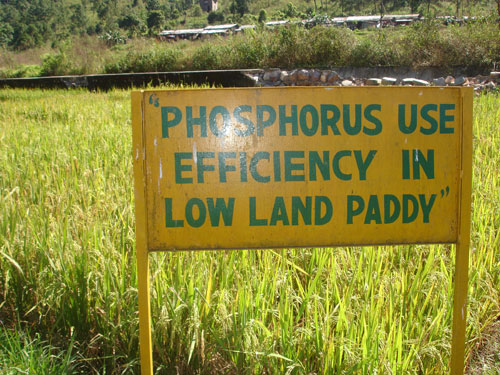 "PHOSPHORUS USE
EFFICIENCY IN
LOW LAND PADDY"